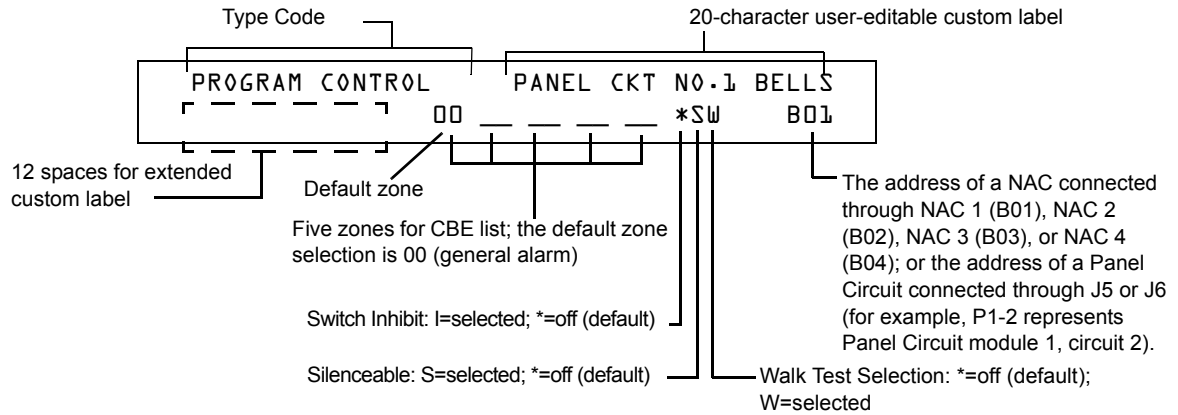 Type Code
20-character user-editable custom label
PROGRAM CONTROL PANEL CKT NO.1 BELLS
00 __ __ __ __ *SW B01
12 spaces for extended
custom label
Default zone
Five zones for CBE list; the default zone
selection is 00 (general alarm)
The address of a NAC connected
through NAC 1 (B01), NAC 2
(B02), NAC 3 (B03), or NAC 4
(B04); or the address of a Panel
Circuit connected through J5 or J6
(for example, P1-2 represents
Panel Circuit module 1, circuit 2).
Switch Inhibit: I=selected; *=off (default)
Silenceable: S=selected; *=off (default)
Walk Test Selection: *=off (default);
W=selected